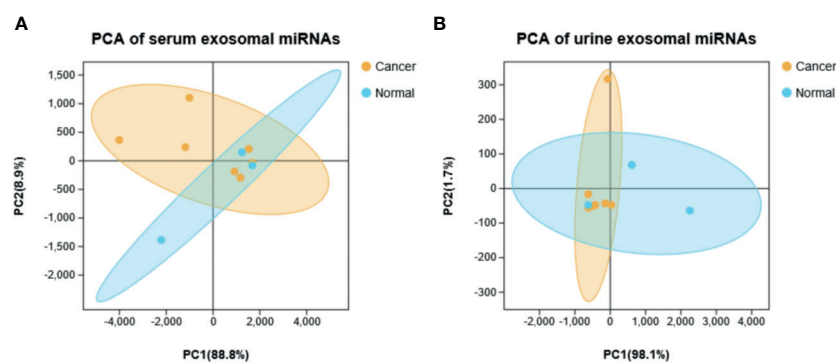 A
PCA of serum exosomal miRNAs
Cancer
Normal
1,500
1,000
500
0
-500
-1,000
-1,500
-2,000
PC2(8.9%)
-4,000 -2,000 0 2,000 4,000
PC1(88.8%)
B
PCA of urine exosomal miRNAs
Cancer
Normal
300
200
100
0
-100
-200
-300
PC2(1.7%)
-2,000 -1,000 0 1,000 2,000 3,000 4,000
PC1(98.1%)